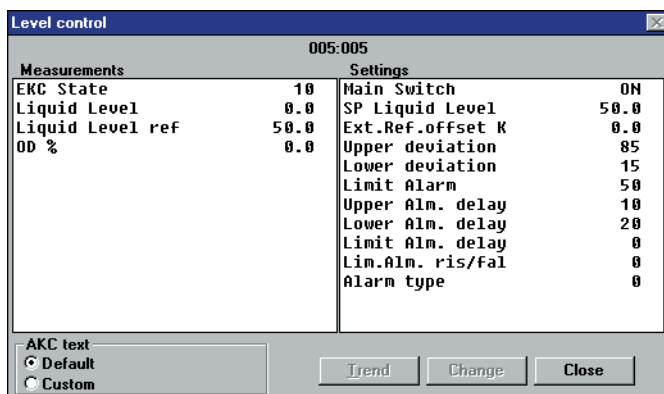 Level control
005:005
Measurements
EKC State 10
Liquid Level 0.0
Liquid Level ref 50.0
OD % 0.0
Settings
Main Switch ON
SP Liquid Level 50.0
Ext.Ref.offset K 0.0
Upper deviation 85
Lower deviation 15
Limit Alarm 50
Upper Alm. delay 10
Lower Alm. delay 20
Limit Alm. delay 0
Lim.Alm. ris/fal 0
Alarm type 0
AKC text
Default
Custom
Trend
Change
Close